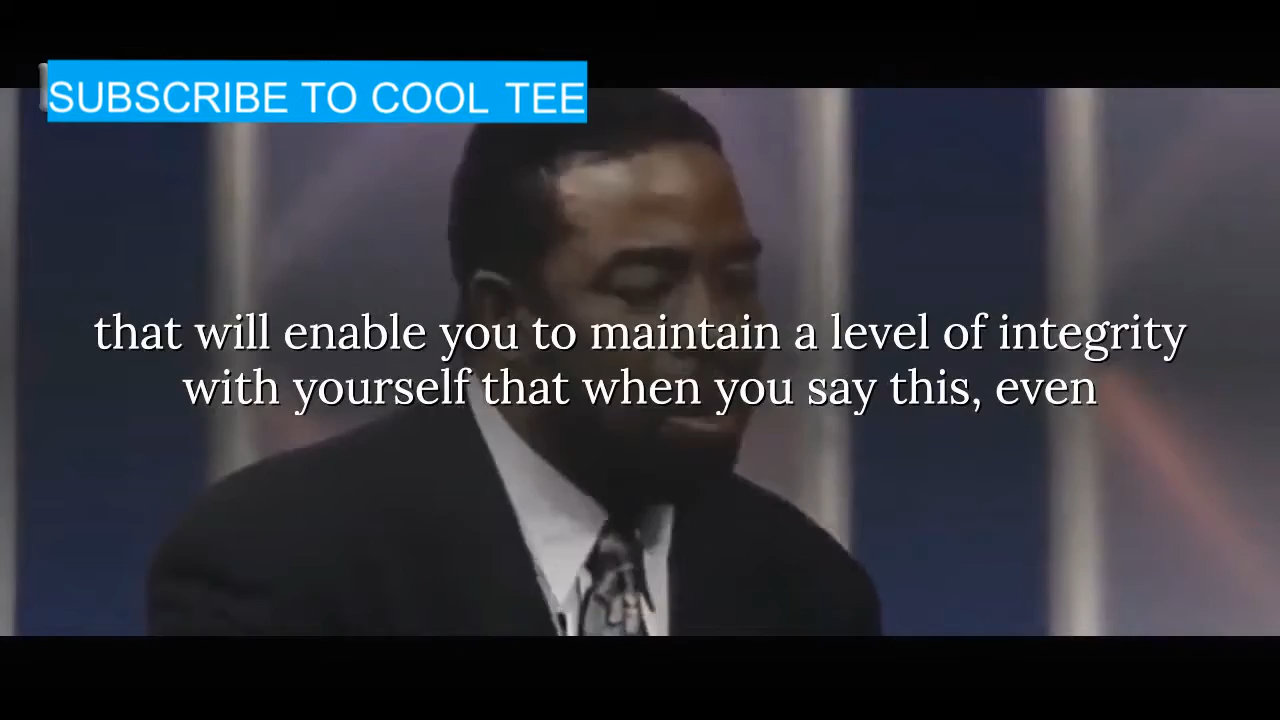 SUBSCRIBE TO COOL TEE
that will enable you to maintain a level of integrity
with yourself that when you say this, even